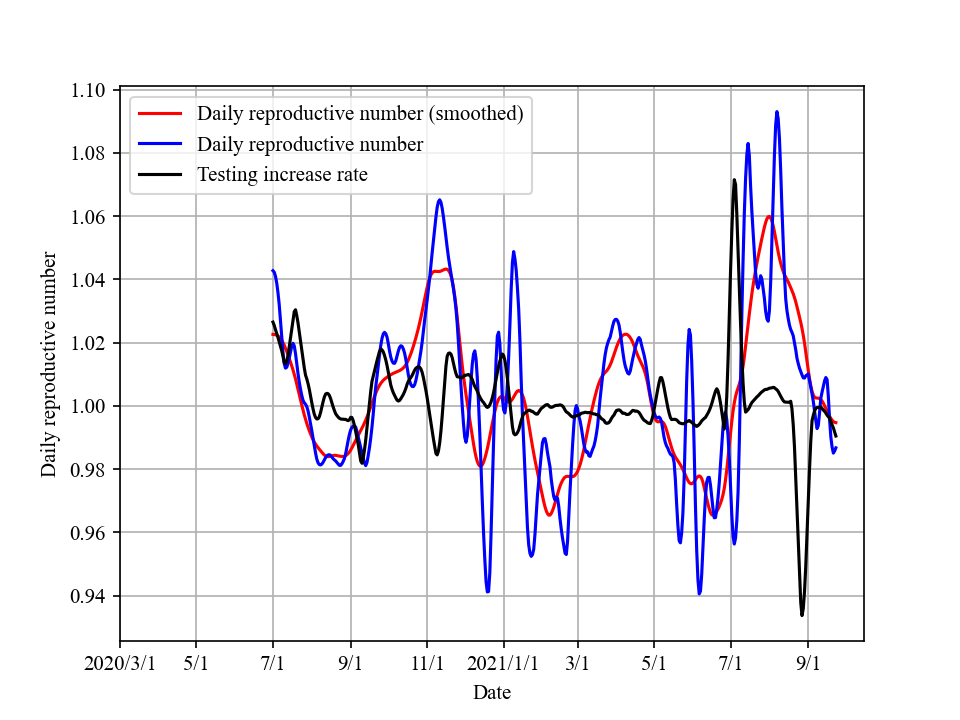 Daily reproductive number (smoothed)
Daily reproductive number
Testing increase rate
Daily reproductive number
1.10
1.08
1.06
1.04
1.02
1.00
0.98
0.96
0.94
2020/3/1 5/1 7/1 9/1 11/1 2021/1/1 3/1 5/1 7/1 9/1
Date